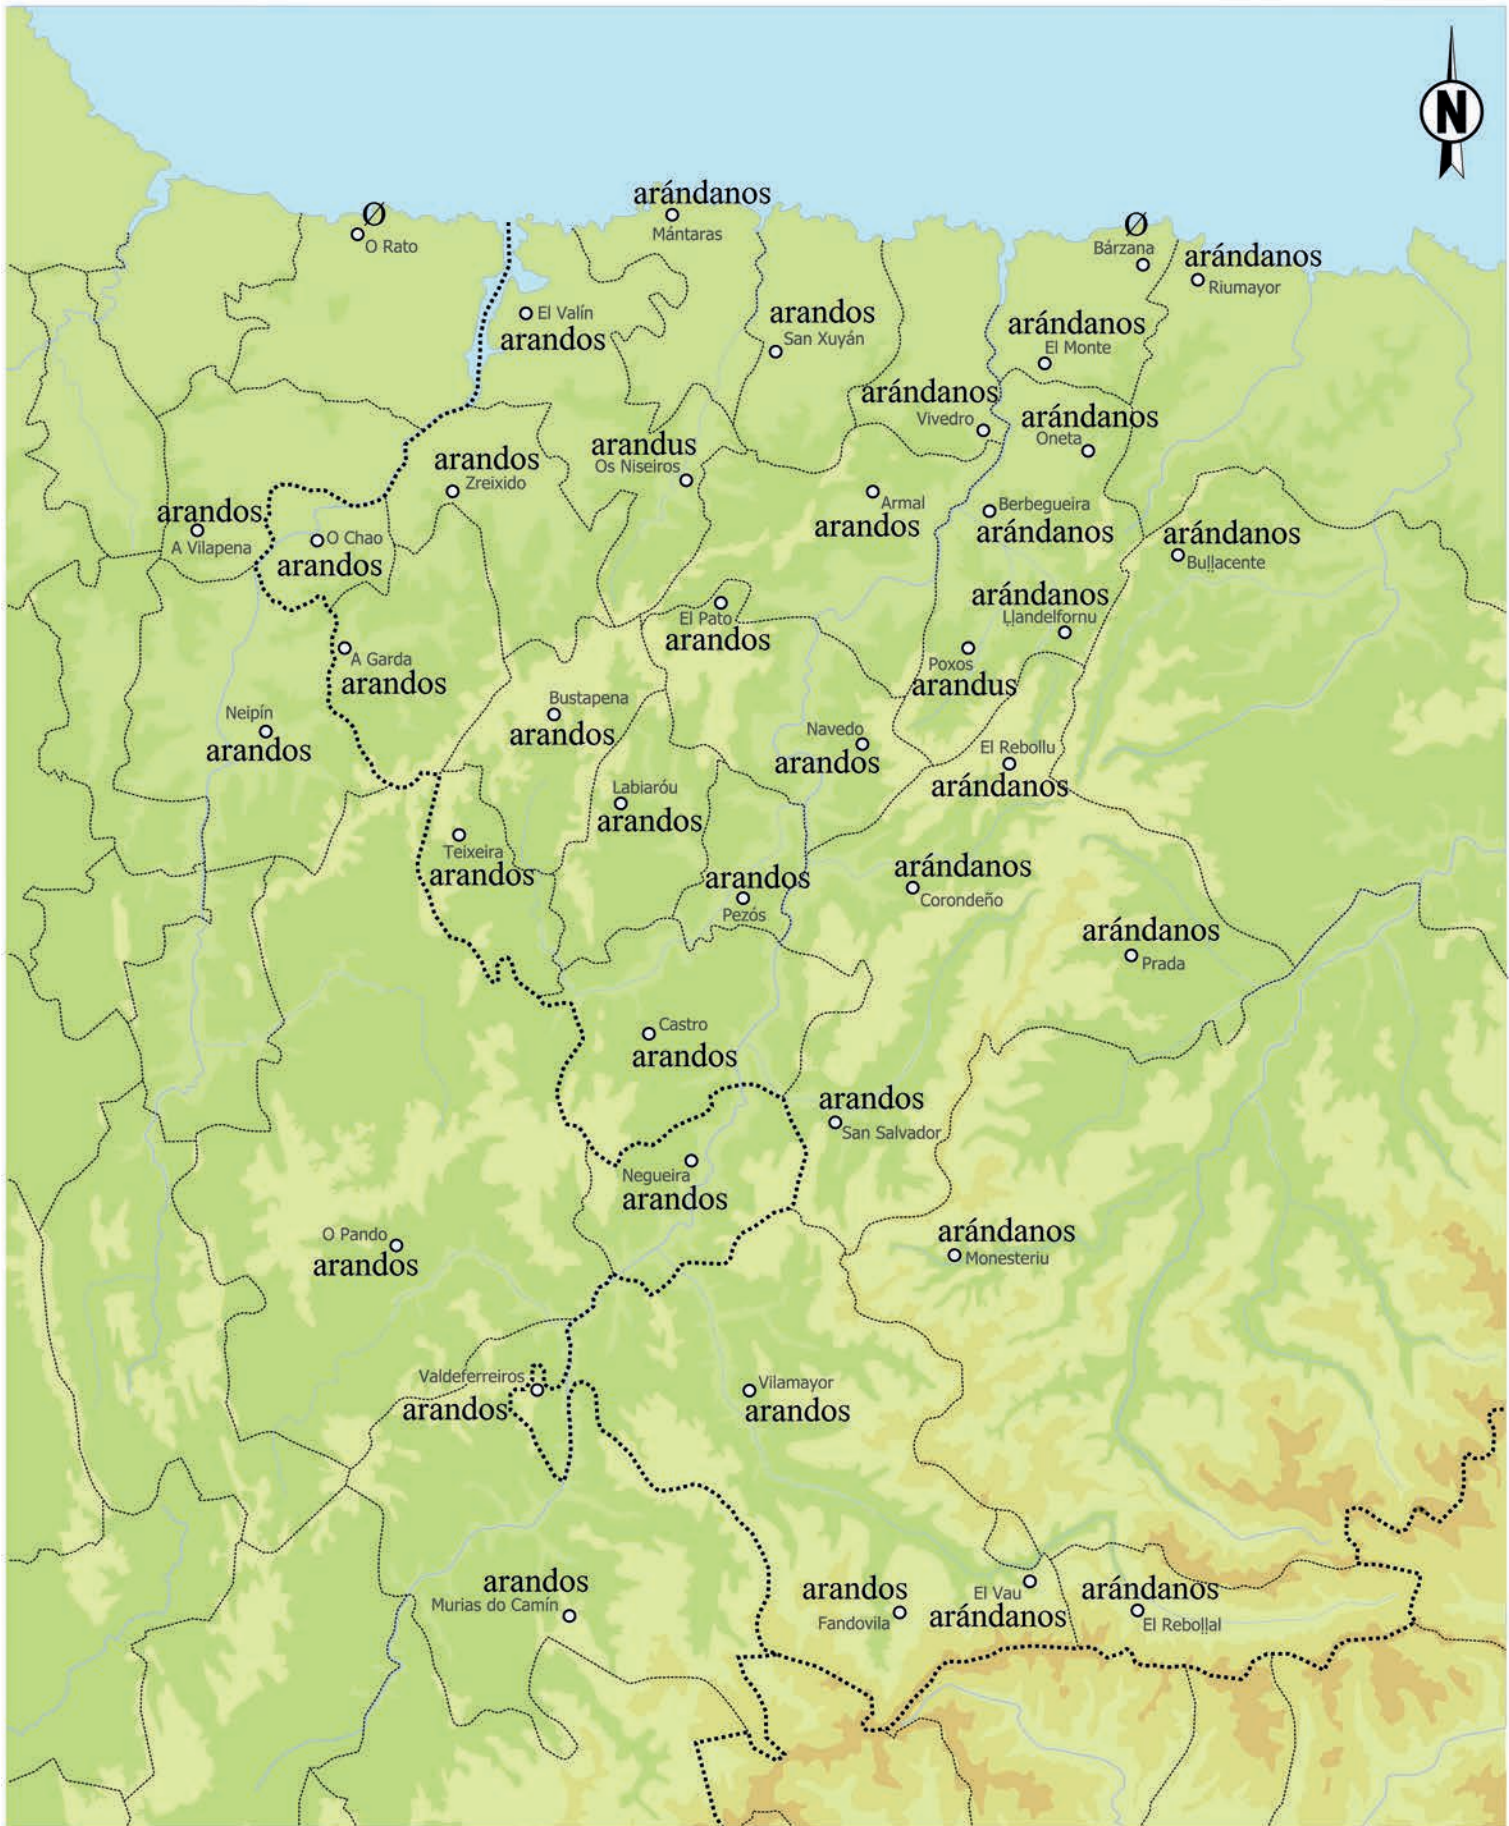 N
arándanos
Mántaras
Ø
O Rato
Ø
Bárzana
arándanos
Riumayor
El Valín
arandos
arandos
San Xuyán
arándanos
El Monte
arándanos
Vivedro
arándanos
Oneta
arandus
Os Niseiros
arandos
Zreixido
arandos
A Vilapena
O Chao
arandos
Armal
arandos
Berbegueira
arándanos
arándanos
Buḷḷacente
arándanos
Ḷḷandelfornu
El Pato
arandos
A Garda
arandos
Poxos
arandus
Bustapena
arandos
Neipín
arandos
Navedo
arandos
El Rebollu
arándanos
Labiaróu
arandos
Teixeira
arandos
arandos
Pezós
arándanos
Corondeño
arándanos
Prada
Castro
arandos
arandos
San Salvador
Negueira
arandos
O Pando
arandos
arándanos
Monesteriu
Valdeferreiros
arandos
Vilamayor
arandos
arandos
Murias do Camín
arandos
Fandovila
El Vau
arándanos
arándanos
El Reboḷḷal